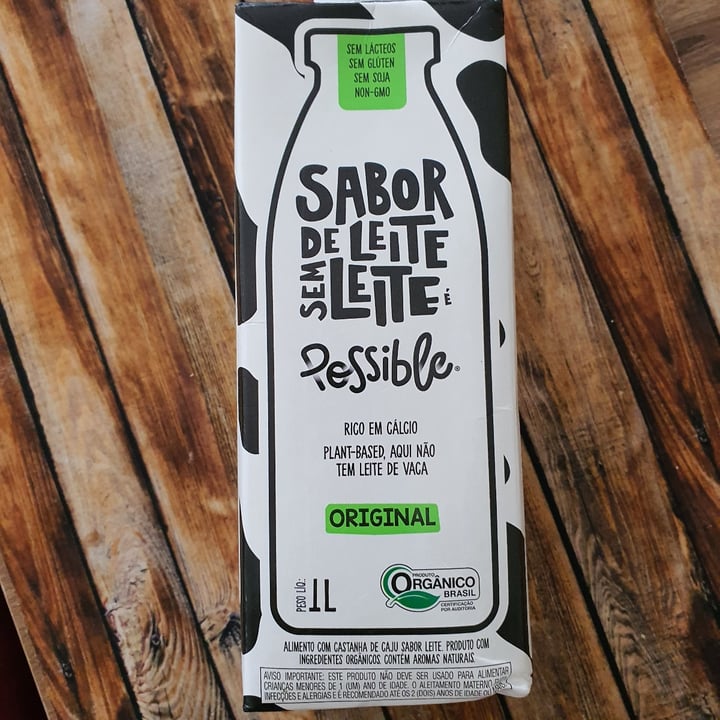 SEM LÁCTEOS
SEM GLÚTEN
SEM SOJA
NON-GMO
SABOR
DE LEITE
SEM LEITE É
Possible®
RICO EM CÁLCIO
PLANT-BASED, AQUI NÃO
TEM LEITE DE VACA
ORIGINAL
PESO LÍQ.: 1L
PRODUTO
ORGÂNICO
BRASIL
CERTIFICAÇÃO
POR AUDITORIA
ALIMENTO COM CASTANHA DE CAJU SABOR LEITE. PRODUTO COM
INGREDIENTES ORGÂNICOS. CONTÉM AROMAS NATURAIS.
AVISO IMPORTANTE: ESTE PRODUTO NÃO DEVE SER USADO PARA ALIMENTAR
CRIANÇAS MENORES DE 1 (UM) ANO DE IDADE. O ALEITAMENTO MATERNO
INFECÇÕES E ALERGIAS E É RECOMENDADO ATÉ OS 2 (DOIS) ANOS DE IDADE OU